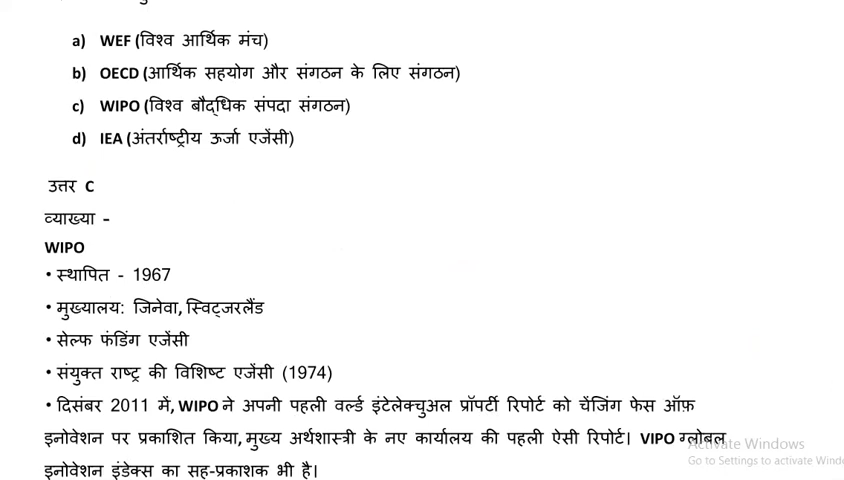 a) WEF (विश्व आर्थिक मंच)
b) OECD (आर्थिक सहयोग और संगठन के लिए संगठन)
c) WIPO (विश्व बौद्धिक संपदा संगठन)
d) IEA (अंतर्राष्ट्रीय ऊर्जा एजेंसी)
उत्तर C
व्याख्या -
WIPO
• स्थापित - 1967
• मुख्यालय: जिनेवा, स्विट्जरलैंड
• सेल्फ फंडिंग एजेंसी
• संयुक्त राष्ट्र की विशिष्ट एजेंसी (1974)
• दिसंबर 2011 में, WIPO ने अपनी पहली वर्ल्ड इंटेलेक्चुअल प्रॉपर्टी रिपोर्ट को चेंजिंग फेस ऑफ़
इनोवेशन पर प्रकाशित किया, मुख्य अर्थशास्त्री के नए कार्यालय की पहली ऐसी रिपोर्ट। VIPO ग्लोबल
इनोवेशन इंडेक्स का सह-प्रकाशक भी है।
Activate Windows
Go to Settings to activate Wind